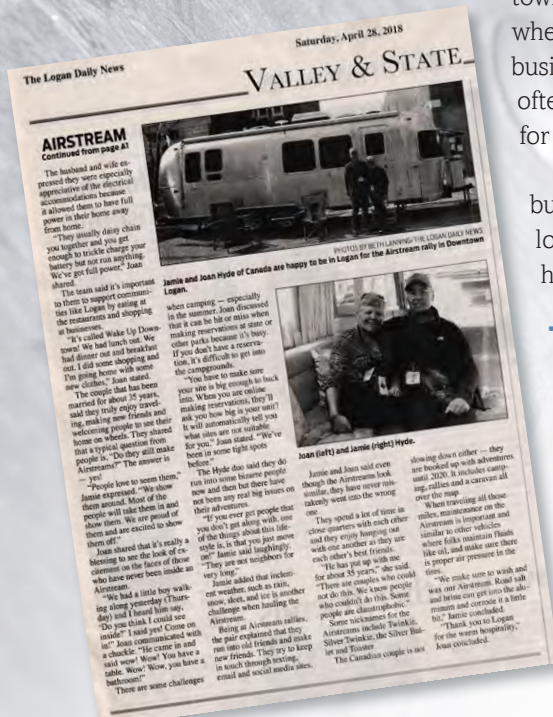 The Logan Daily News
Saturday, April 28, 2018
VALLEY & STATE
AIRSTREAM
Continued from page A1
The husband and wife ex-
pressed they were especially
appreciative of the electrical
accommodations because
it allowed them to have full
power in their home away
from home.
"They usually daisy chain
you together and you get
enough to trickle charge your
battery but not run anything.
We've got full power," Joan
shared.
The team said it's important
to them to support communi-
ties like Logan by eating at
the restaurants and shopping
at businesses.
"It's called Wake Up Down-
town! We had lunch out. We
had dinner out and breakfast
out. I did some shopping and
I'm going home with some
new clothes," Joan stated.
The couple that has been
married for about 35 years,
said they truly enjoy travel-
ing, making new friends and
welcoming people to see their
home on wheels. They shared
that a typical question from
people is, "Do they still make
Airstreams?" The answer is
— yes!
"People love to seem them,"
Jamie expressed. "We show
them around. Most of the
people will take them in and
show them. We are proud of
them and are excited to show
them off."
Joan shared that it's really a
blessing to see the look of ex-
citement on the faces of those
who have never been inside an
Airstream.
"We had a little boy walk-
ing along yesterday (Thurs-
day) and I heard him say,
'Do you think I could see
inside?' I said yes! Come on
in!" Joan communicated with
a chuckle. "He came in and
said wow! Wow! You have a
table. Wow! Wow, you have a
bathroom!"
There are some challenges
PHOTOS BY BETH LANNING/THE LOGAN DAILY NEWS
Jamie and Joan Hyde of Canada are happy to be in Logan for the Airstream rally in Downtown
Logan.
when camping — especially
in the summer. Joan discussed
that it can be hit or miss when
making reservations at state or
other parks because it's busy.
If you don't have a reserva-
tion, it's difficult to get into
the campgrounds.
"You have to make sure
your site is big enough to back
into. When you are online
making reservations, they'll
ask you how big is your unit?
It will automatically tell you
what sites are not suitable
for you," Joan stated. "We've
been in some tight spots
before."
The Hyde duo said they do
run into some bizarre people
now and then but there have
not been any real big issues on
their adventures.
"If you ever get people that
you don't get along with, one
of the things about this life-
style is, is that you just move
on!" Jamie said laughingly.
"They are not neighbors for
very long."
Jamie added that inclem-
ent weather, such as rain,
snow, sleet, and ice is another
challenge when hauling the
Airstream.
Being at Airstream rallies,
the pair explained that they
run into old friends and make
new friends. They try to keep
in touch through texting,
email and social media sites.
Joan (left) and Jamie (right) Hyde.
Jamie and Joan said even
though the Airstream look
similar, they have never mis-
takenly went into the wrong
one.
They spend a lot of time in
close quarters with each other
and they enjoy hanging out
with one another as they are
each other's best friends.
"He has put up with me
for about 35 years," she said.
"There are couples who could
not do this. We know people
who couldn't do this. Some
people are claustrophobic."
Some nicknames for the
Airstreams include Twinkie,
Silver Twinkie, the Silver Bul-
let and Toaster.
The Canadian couple is not
slowing down either — they
are booked up with adventures
until 2020. It includes camp-
ing, rallies and a caravan all
over the map.
When traveling all those
miles, maintenance on the
Airstream is important and
similar to other vehicles
where folks maintain fluids
like oil, and make sure there
is proper air pressure in the
tires.
"We make sure to wash and
wax our Airstream. Road salt
and brine can get into the alu-
minum and corrode it a little
bit," Jamie concluded.
"Thank you to Logan
for the warm hospitality,"
Joan concluded.
whe
busi
ofte
for
bu
lo
h